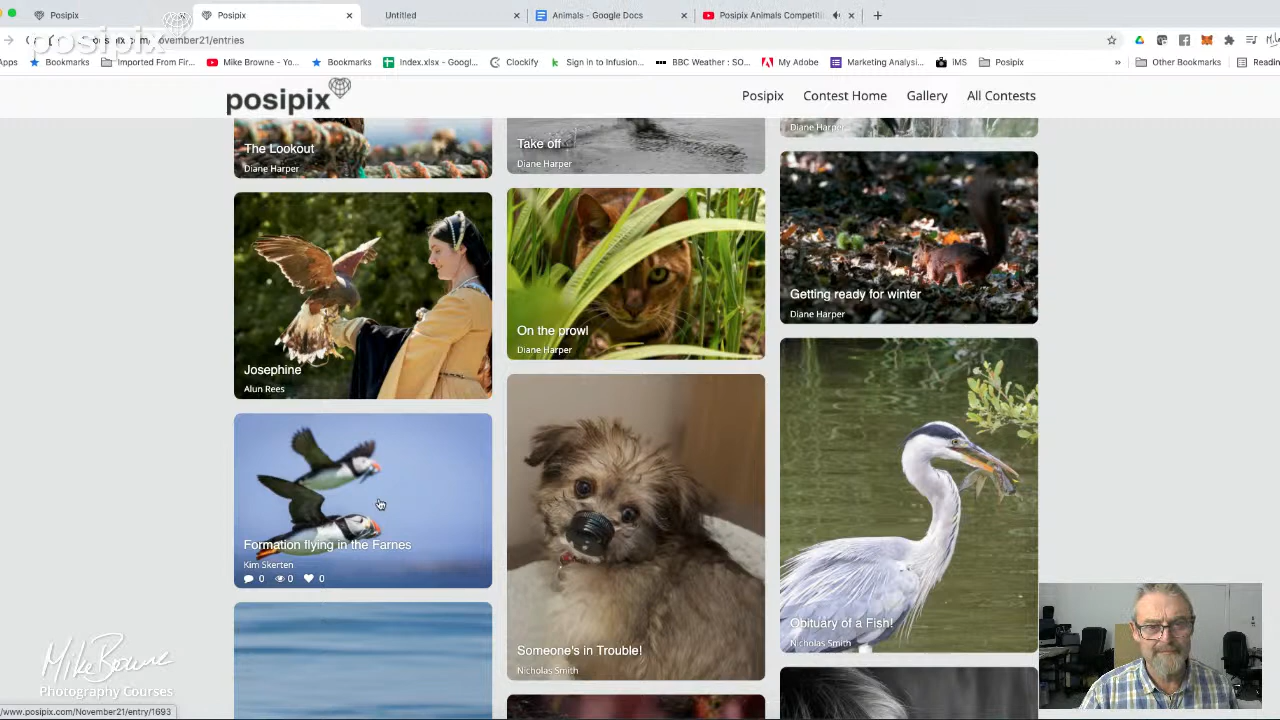 Posipix
Posipix
Untitled
Animals - Google Docs
Posipix Animals Competiti
posipix
November21/entries
Apps
Bookmarks
Imported From Fir...
Mike Browne - Yo...
Bookmarks
Index.xlsx - Googl...
Clockify
Sign in to Infusion...
BBC Weather : SO...
My Adobe
Marketing Analysi...
iMS
Posipix
»
Other Bookmarks
Readin
posipix
Posipix
Contest Home
Gallery
All Contests
The Lookout
Diane Harper
Take off
Diane Harper
Diane Harper
Josephine
Alun Rees
On the prowl
Diane Harper
Getting ready for winter
Diane Harper
Formation flying in the Farnes
Kim Skerten
0 0 0
Someone's in Trouble!
Nicholas Smith
Obituary of a Fish!
Nicholas Smith
Mike Browne
Photography Courses
/www.posipix.com/November21/entry/1693